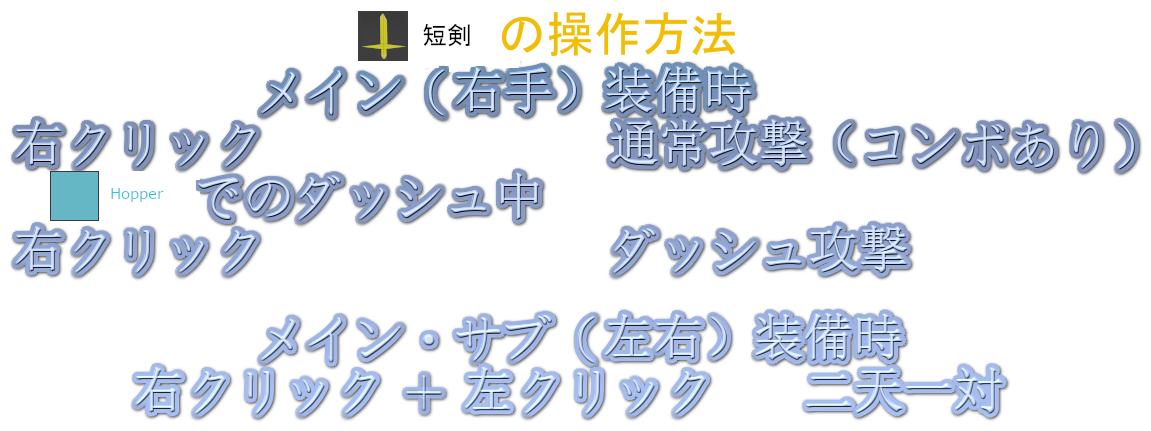 短剣 の操作方法
メイン（右手）装備時
右クリック 通常攻撃（コンボあり）
Hopper でのダッシュ中
右クリック ダッシュ攻撃
メイン・サブ（左右）装備時
右クリック＋左クリック 二天一対